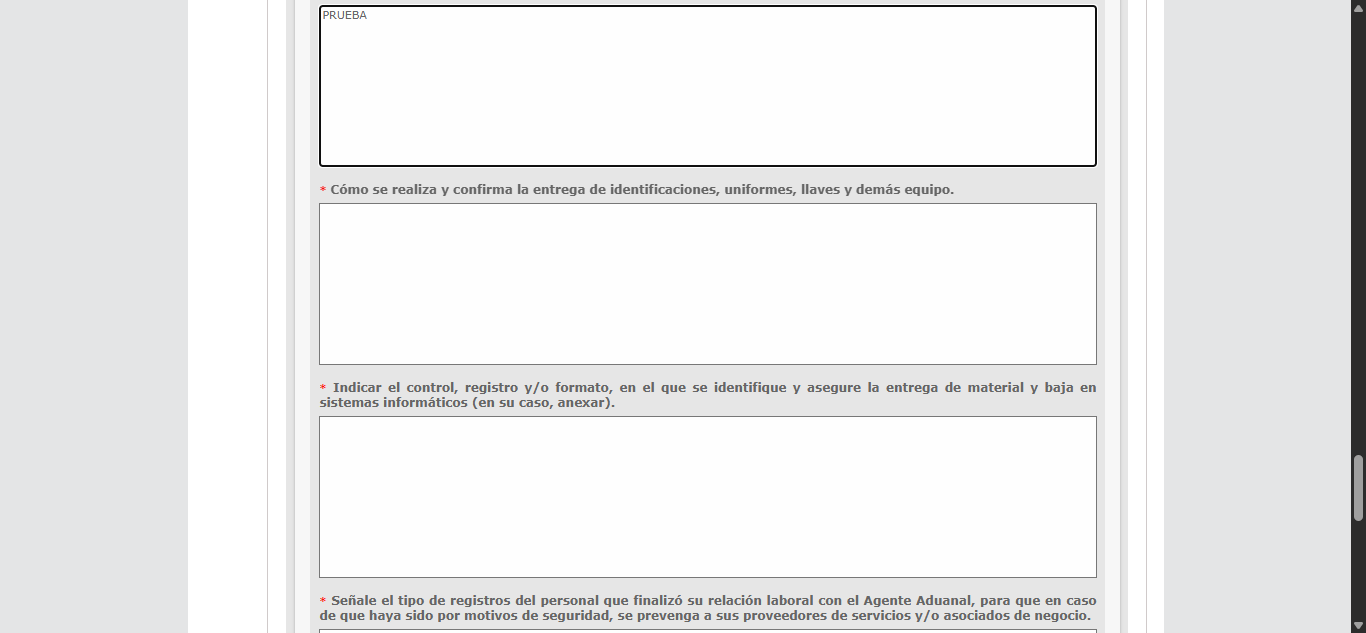 PRUEBA
* Cómo se realiza y confirma la entrega de identificaciones, uniformes, llaves y demás equipo.
* Indicar el control, registro y/o formato, en el que se identifique y asegure la entrega de material y baja en
sistemas informáticos (en su caso, anexar).
* Señale el tipo de registros del personal que finalizó su relación laboral con el Agente Aduanal, para que en caso
de que haya sido por motivos de seguridad, se prevenga a sus proveedores de servicios y/o asociados de negocio.